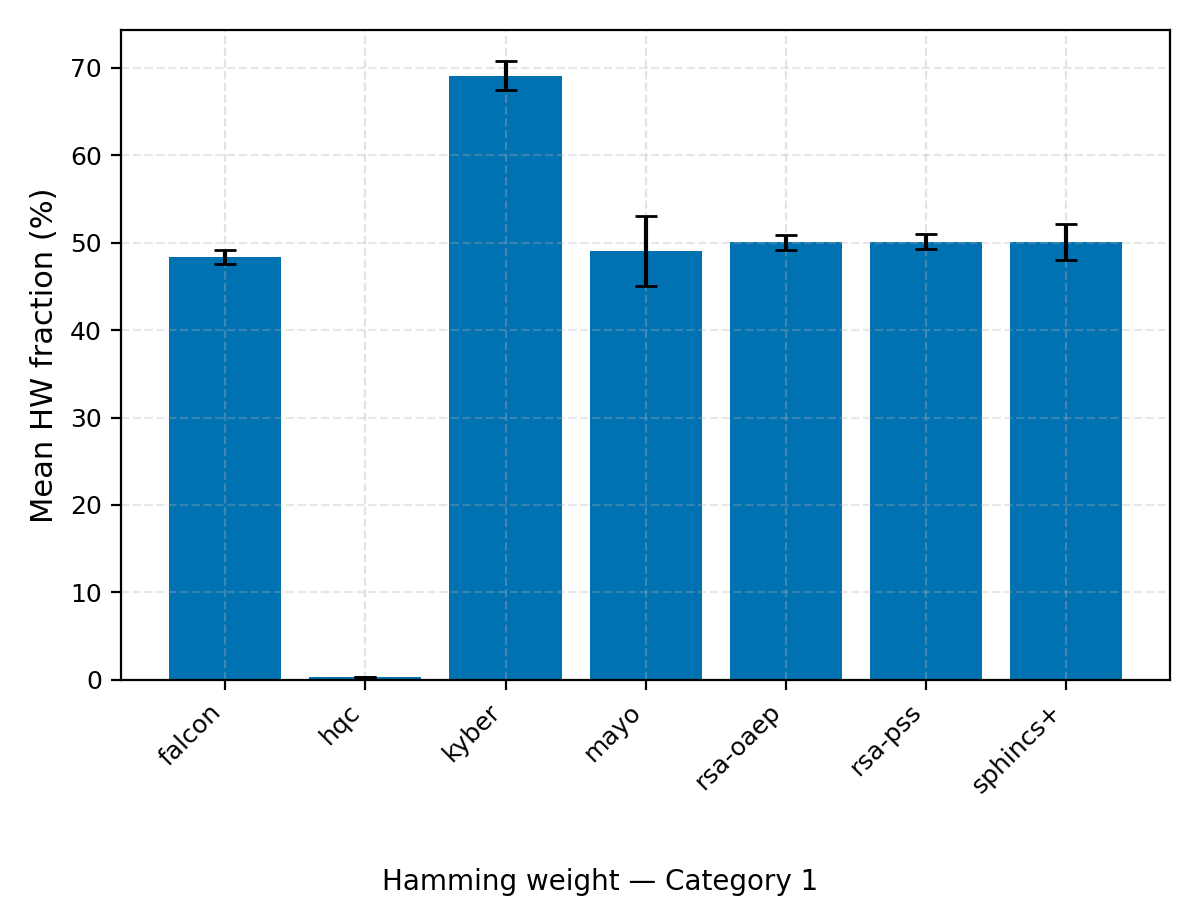 70
60
50
40
30
20
10
0
Mean HW fraction (%)
falcon
hqc
kyber
mayo
rsa-oaep
rsa-pss
sphincs+
Hamming weight — Category 1